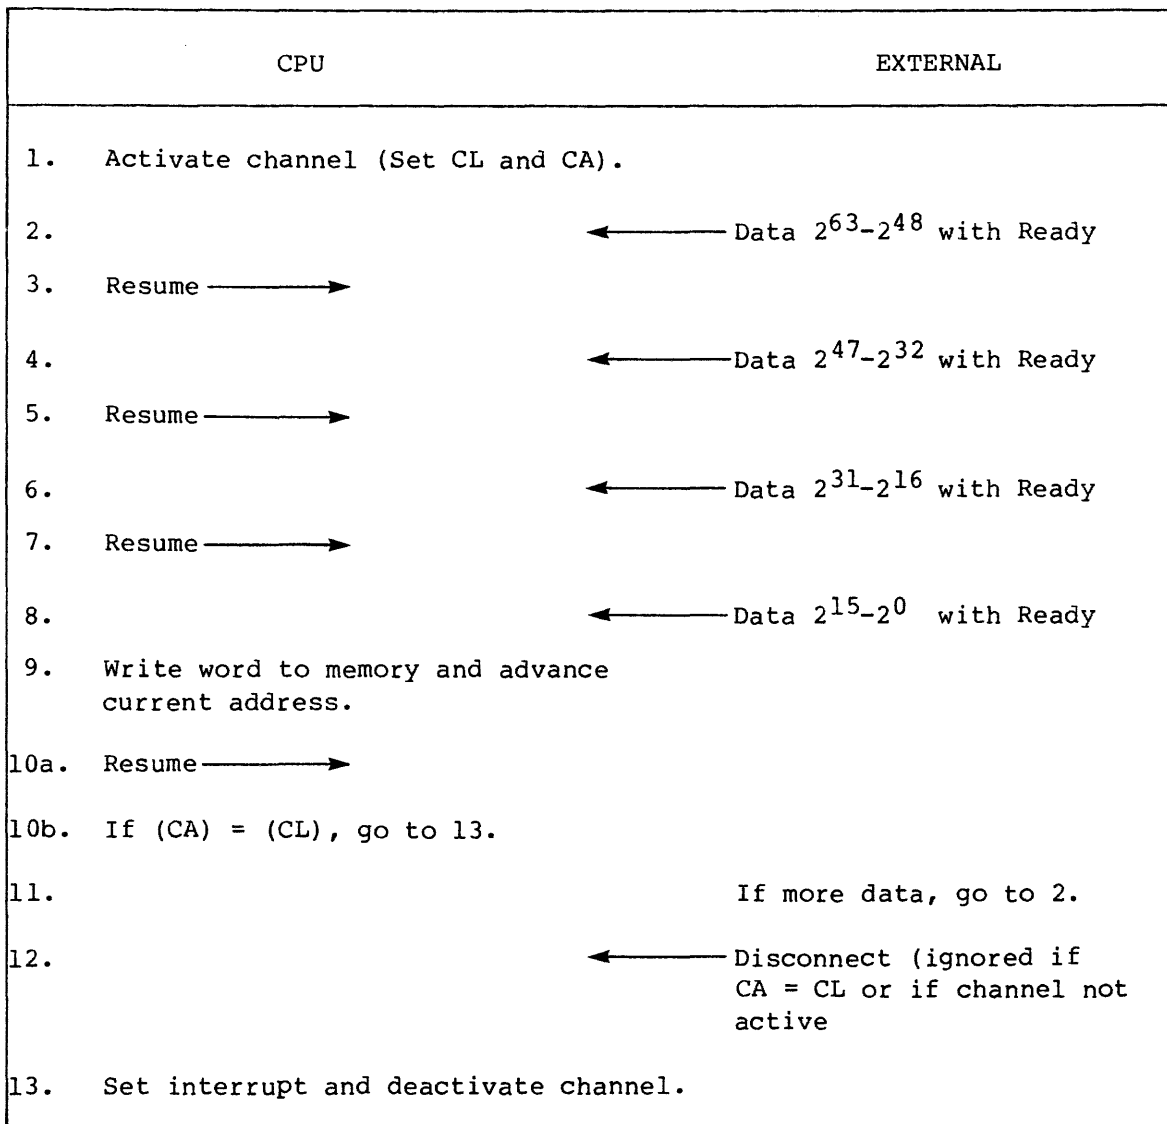 CPU EXTERNAL
1. Activate channel (Set CL and CA).
2. Data 2^63-2^48 with Ready
3. Resume
4. Data 2^47-2^32 with Ready
5. Resume
6. Data 2^31-2^16 with Ready
7. Resume
8. Data 2^15-2^0 with Ready
9. Write word to memory and advance
current address.
10a. Resume
10b. If (CA) = (CL), go to 13.
11. If more data, go to 2.
12. Disconnect (ignored if
CA = CL or if channel not
active
13. Set interrupt and deactivate channel.